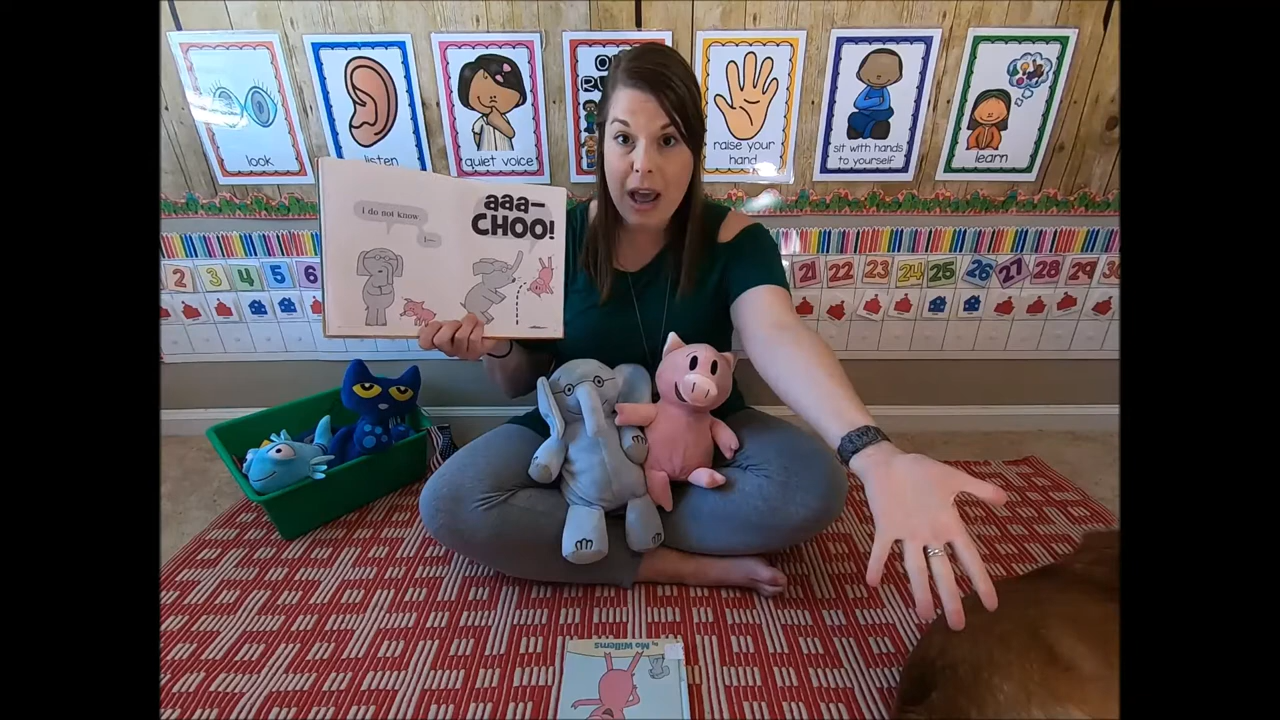 look
listen
quiet voice
raise your
hand
sit with hands
to yourself
learn
I do not know.
I—
aaa-
CHOO!
2 3 4 5 6
21 22 23 24 25 26 27 28 29
by Mo Willems